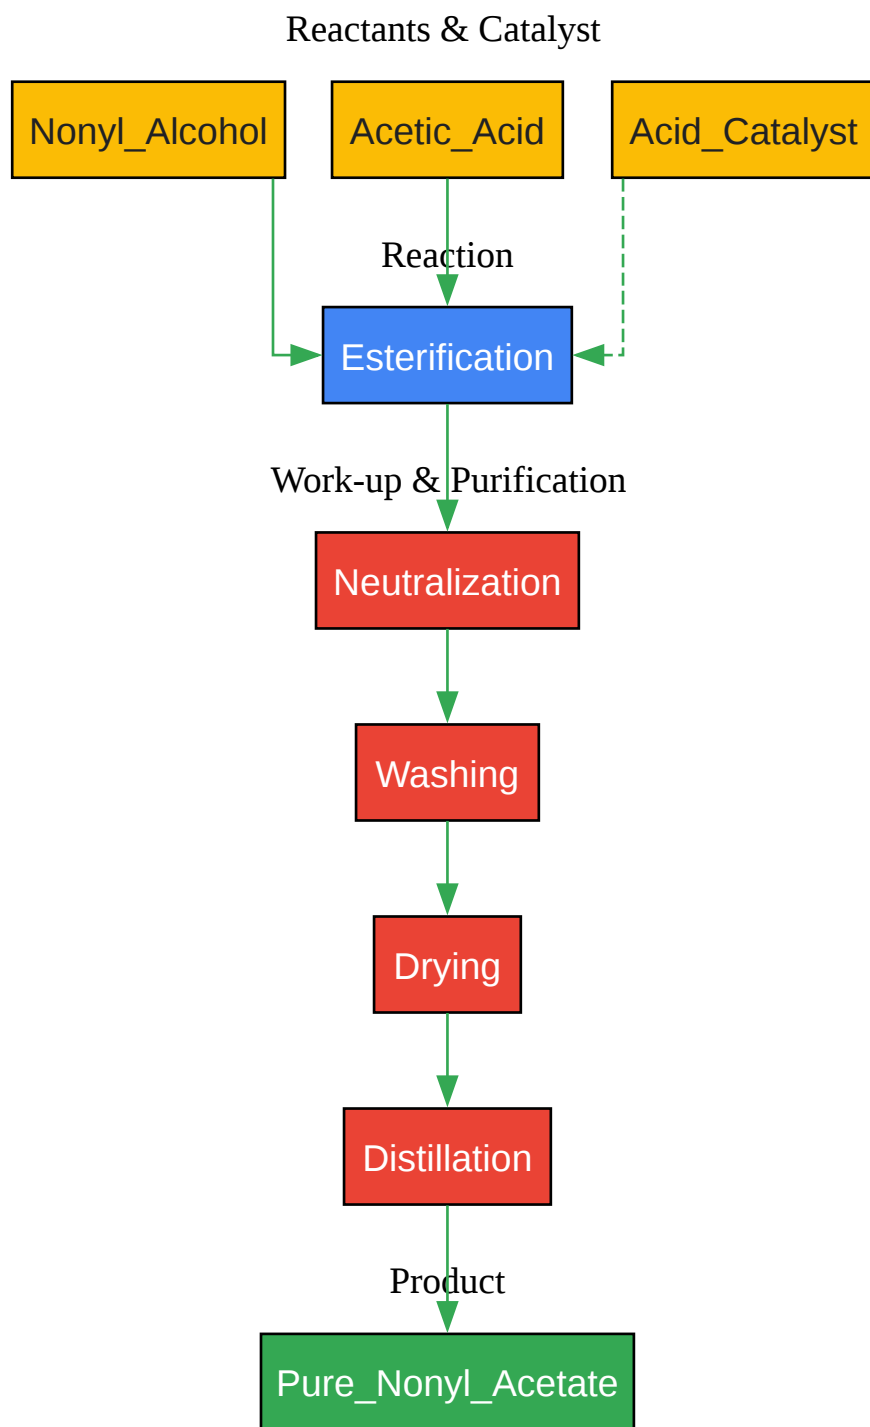 Reactants & Catalyst
Nonyl_Alcohol
Acetic_Acid
Acid_Catalyst
Reaction
Esterification
Work-up & Purification
Neutralization
Washing
Drying
Distillation
Product
Pure_Nonyl_Acetate